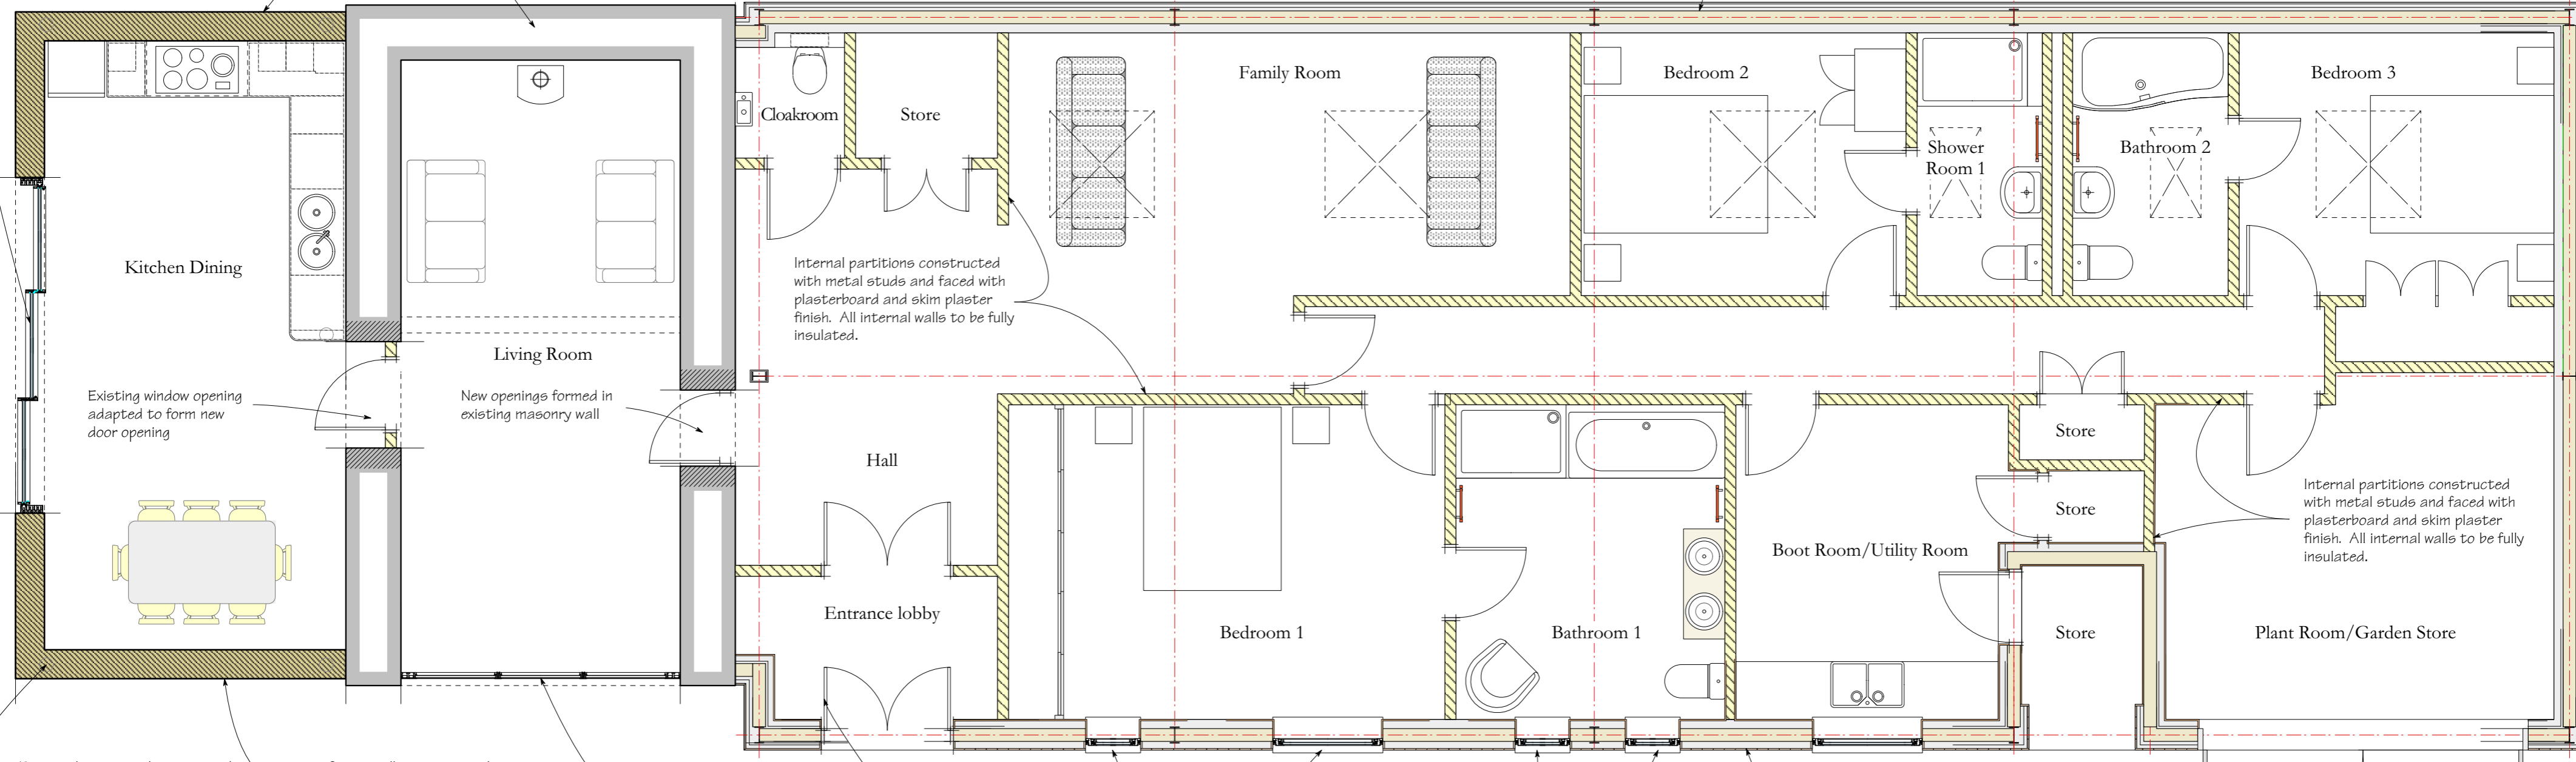 Kitchen Dining
Existing window opening
adapted to form new
door opening
Living Room
New openings formed in
existing masonry wall
Cloakroom
Store
Internal partitions constructed
with metal studs and faced with
plasterboard and skim plaster
finish. All internal walls to be fully
insulated.
Hall
Entrance lobby
Family Room
Bedroom 1
Bathroom 1
Bedroom 2
Shower
Room 1
Bathroom 2
Bedroom 3
Boot Room/Utility Room
Store
Store
Store
Internal partitions constructed
with metal studs and faced with
plasterboard and skim plaster
finish. All internal walls to be fully
insulated.
Plant Room/Garden Store